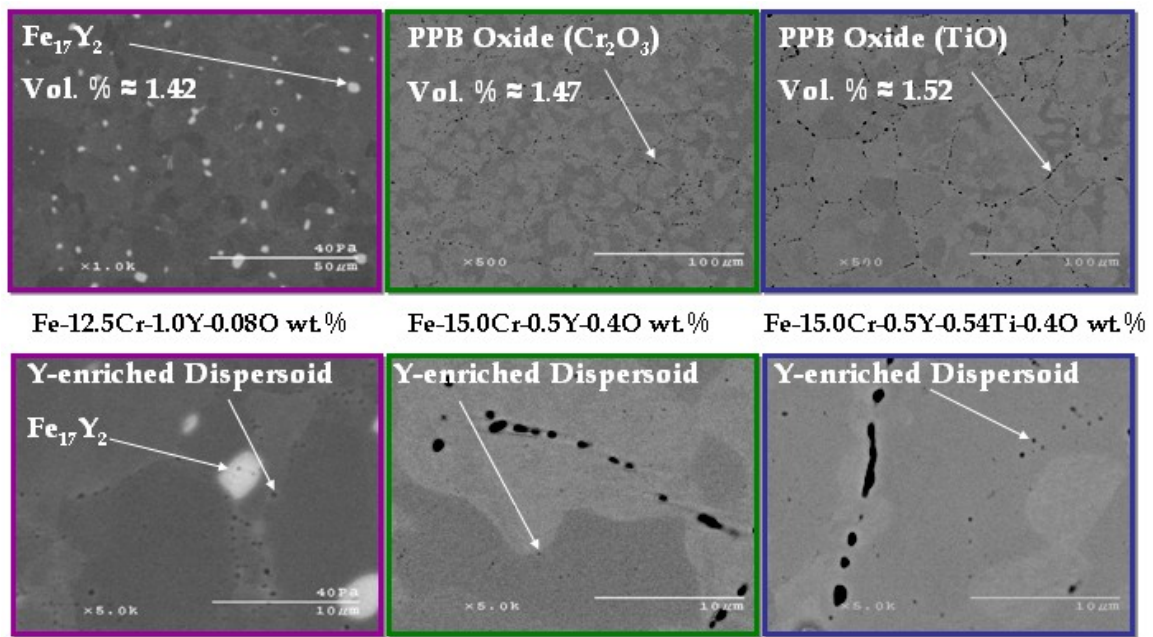 Fe₁₇Y₂
Vol. % ≈ 1.42
×1.0k
40Pa
50µm
PPB Oxide (Cr₂O₃)
Vol. % ≈ 1.47
×500
100µm
PPB Oxide (TiO)
Vol. % ≈ 1.52
×500
100µm
Fe-12.5Cr-1.0Y-0.08O wt.%
Fe-15.0Cr-0.5Y-0.4O wt.%
Fe-15.0Cr-0.5Y-0.54Ti-0.4O wt.%
Y-enriched Dispersoid
Fe₁₇Y₂
×5.0k
40Pa
10µm
Y-enriched Dispersoid
×5.0k
10µm
Y-enriched Dispersoid
×5.0k
10µm